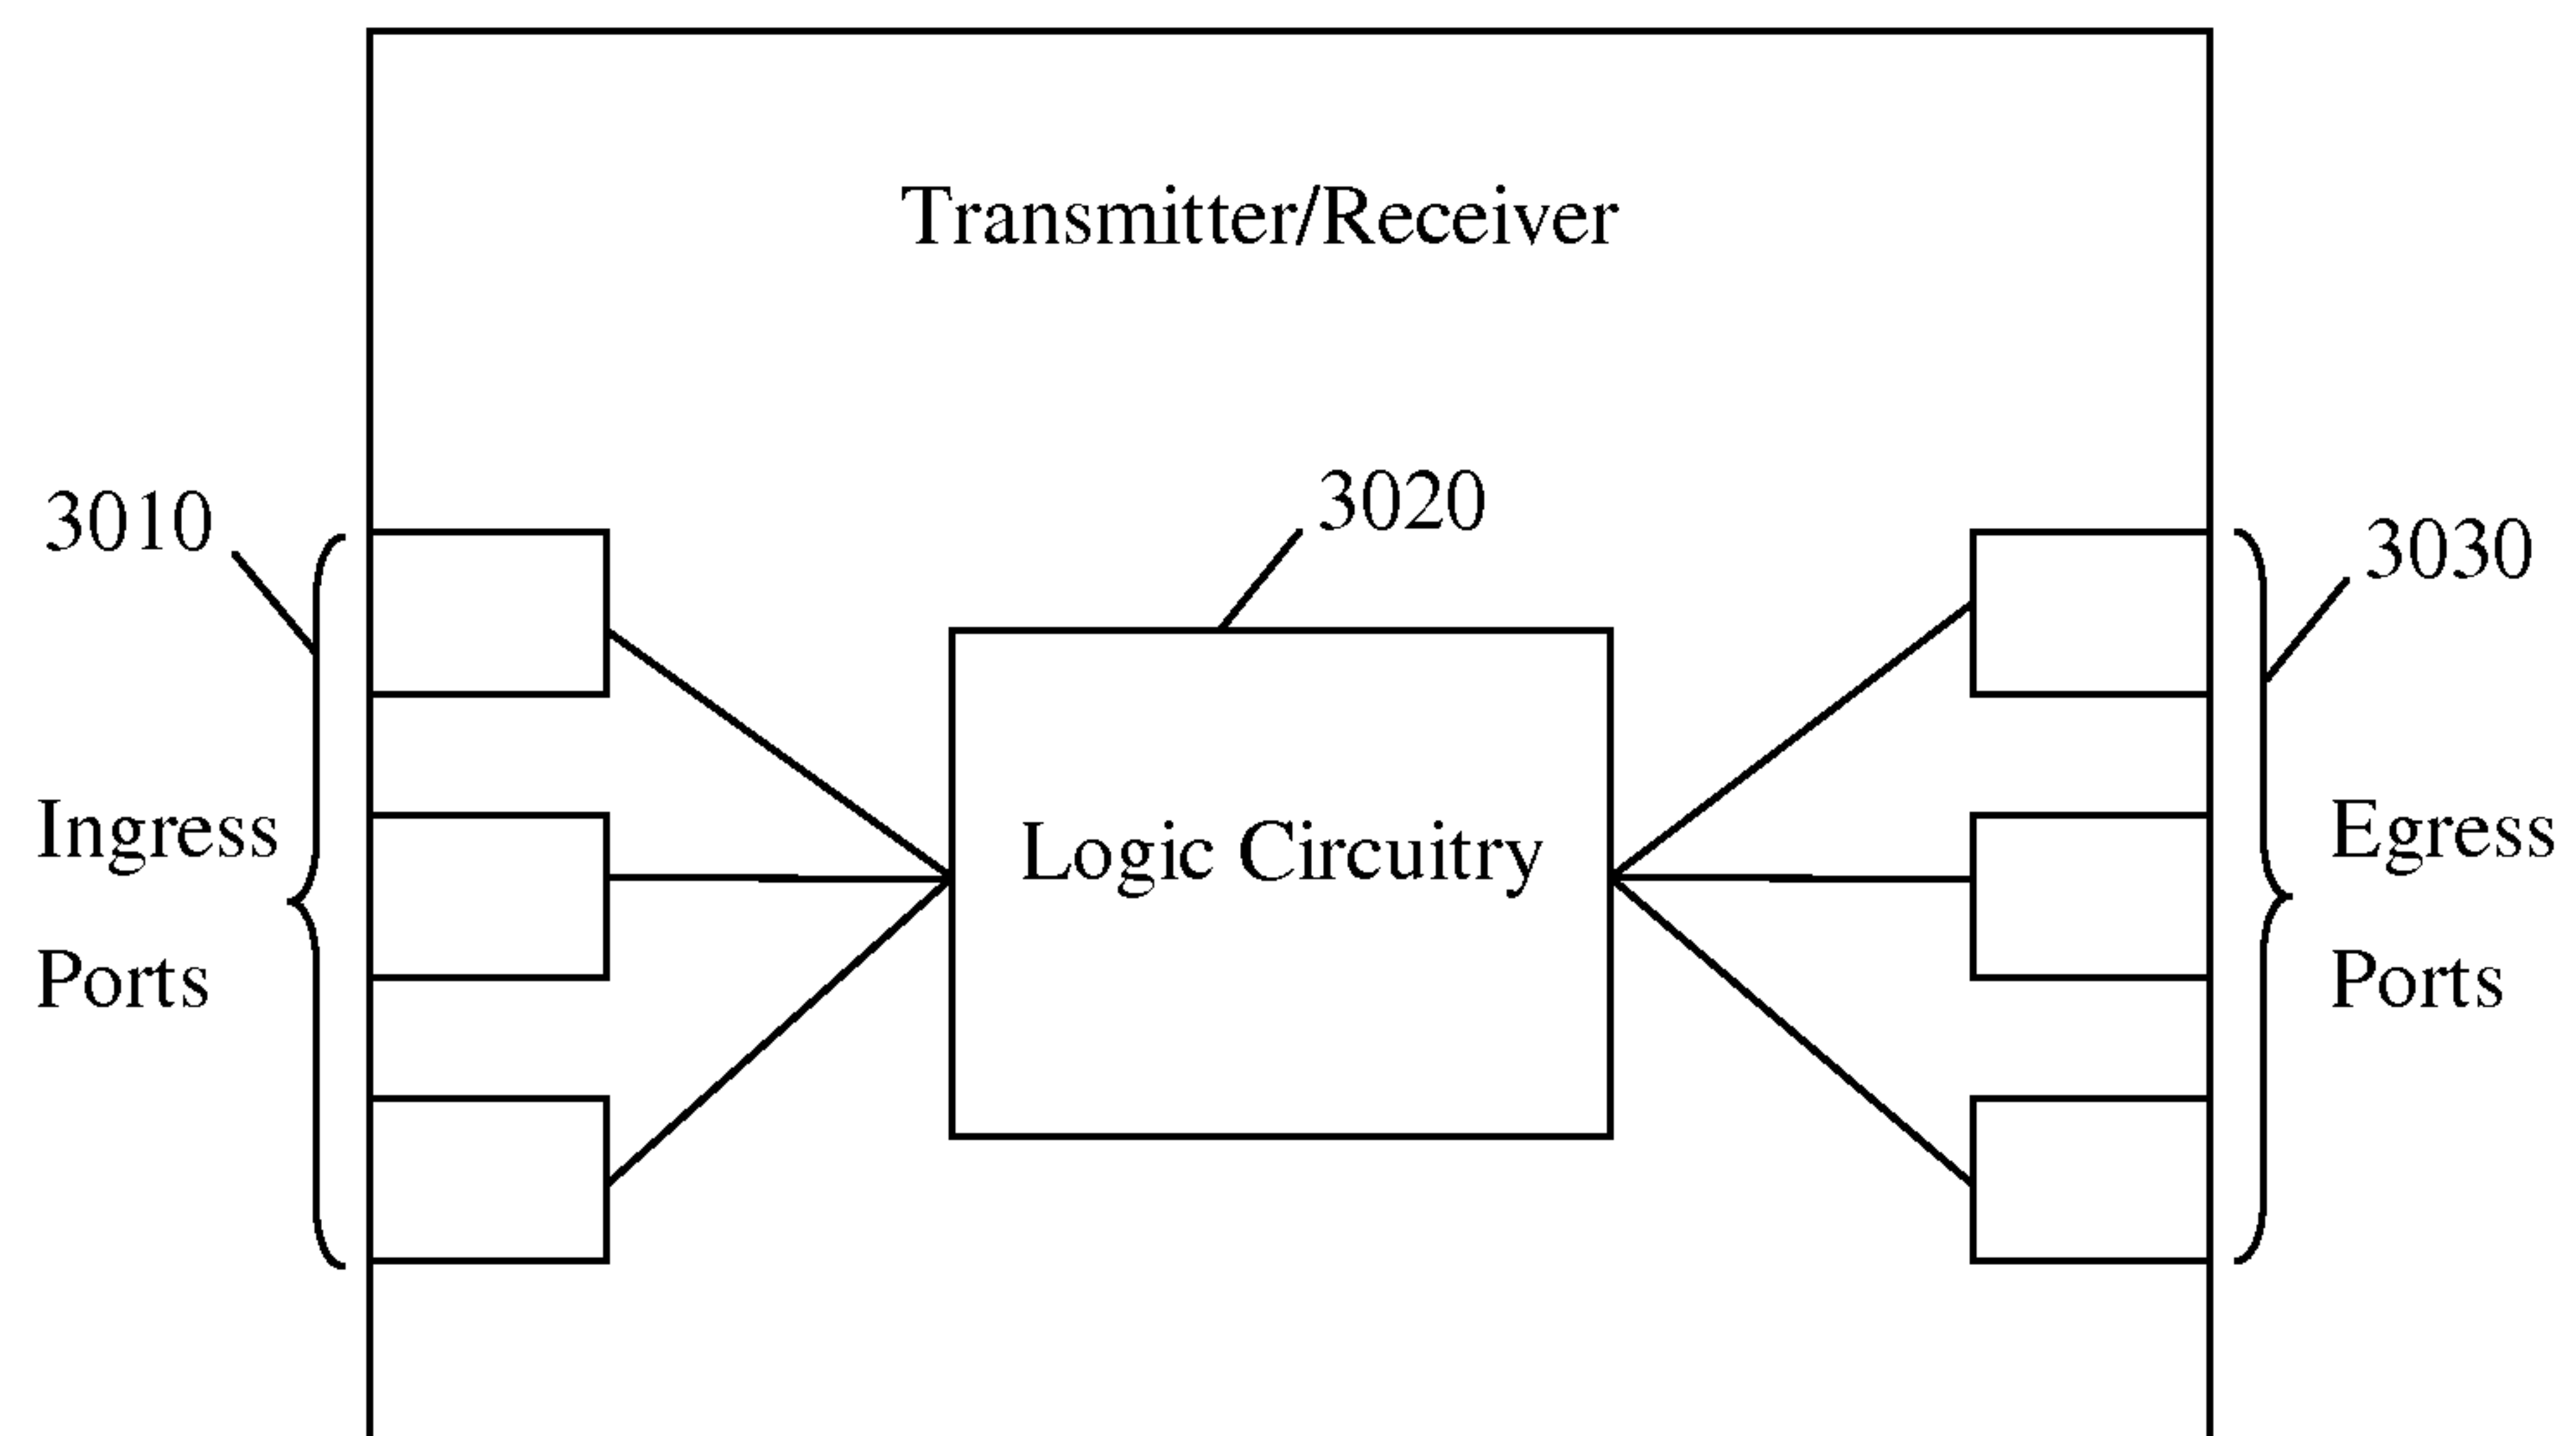 Transmitter/Receiver
3010
3020
3030
Ingress
Ports
Logic Circuitry
Egress
Ports